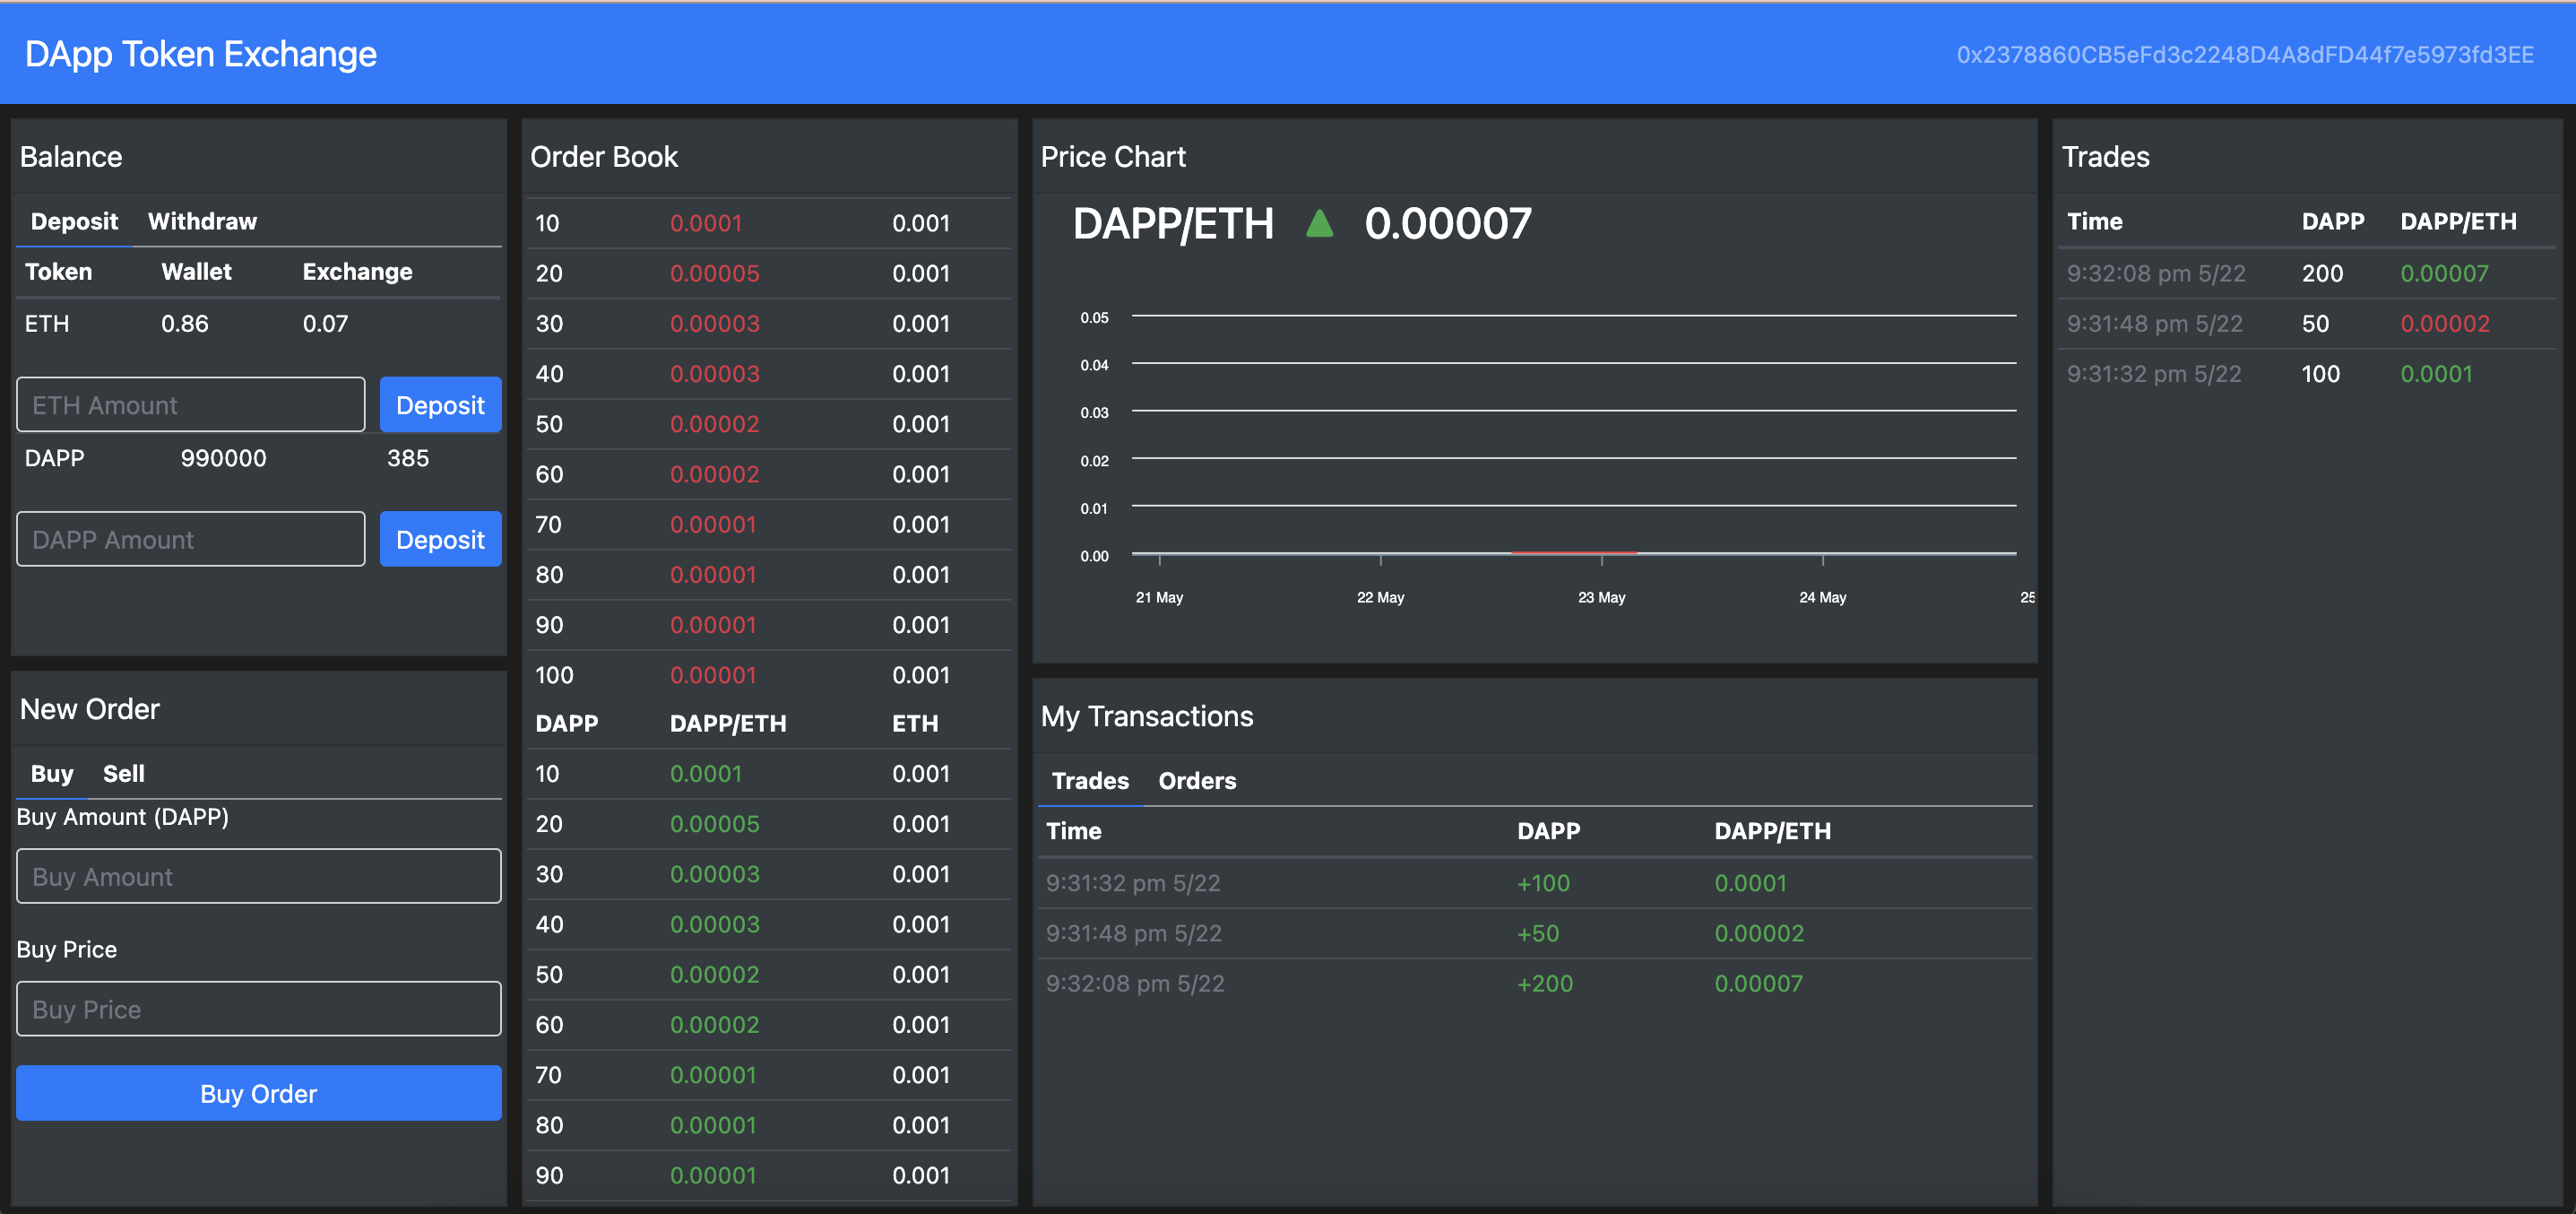 DApp Token Exchange
0x2378860CB5eFd3c2248D4A8dFD44f7e5973fd3EE
Balance
Deposit Withdraw
Token Wallet Exchange
ETH 0.86 0.07
ETH Amount Deposit
DAPP 990000 385
DAPP Amount Deposit
New Order
Buy Sell
Buy Amount (DAPP)
Buy Amount
Buy Price
Buy Price
Buy Order
Order Book
10 0.0001 0.001
20 0.00005 0.001
30 0.00003 0.001
40 0.00003 0.001
50 0.00002 0.001
60 0.00002 0.001
70 0.00001 0.001
80 0.00001 0.001
90 0.00001 0.001
100 0.00001 0.001
DAPP DAPP/ETH ETH
10 0.0001 0.001
20 0.00005 0.001
30 0.00003 0.001
40 0.00003 0.001
50 0.00002 0.001
60 0.00002 0.001
70 0.00001 0.001
80 0.00001 0.001
90 0.00001 0.001
Price Chart
DAPP/ETH ▲ 0.00007
0.05
0.04
0.03
0.02
0.01
0.00
21 May 22 May 23 May 24 May 25
My Transactions
Trades Orders
Time DAPP DAPP/ETH
9:31:32 pm 5/22 +100 0.0001
9:31:48 pm 5/22 +50 0.00002
9:32:08 pm 5/22 +200 0.00007
Trades
Time DAPP DAPP/ETH
9:32:08 pm 5/22 200 0.00007
9:31:48 pm 5/22 50 0.00002
9:31:32 pm 5/22 100 0.0001